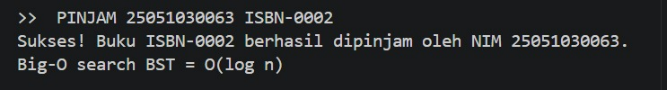 >> PINJAM 25051030063 ISBN-0002
Sukses! Buku ISBN-0002 berhasil dipinjam oleh NIM 25051030063.
Big-O search BST = O(log n)